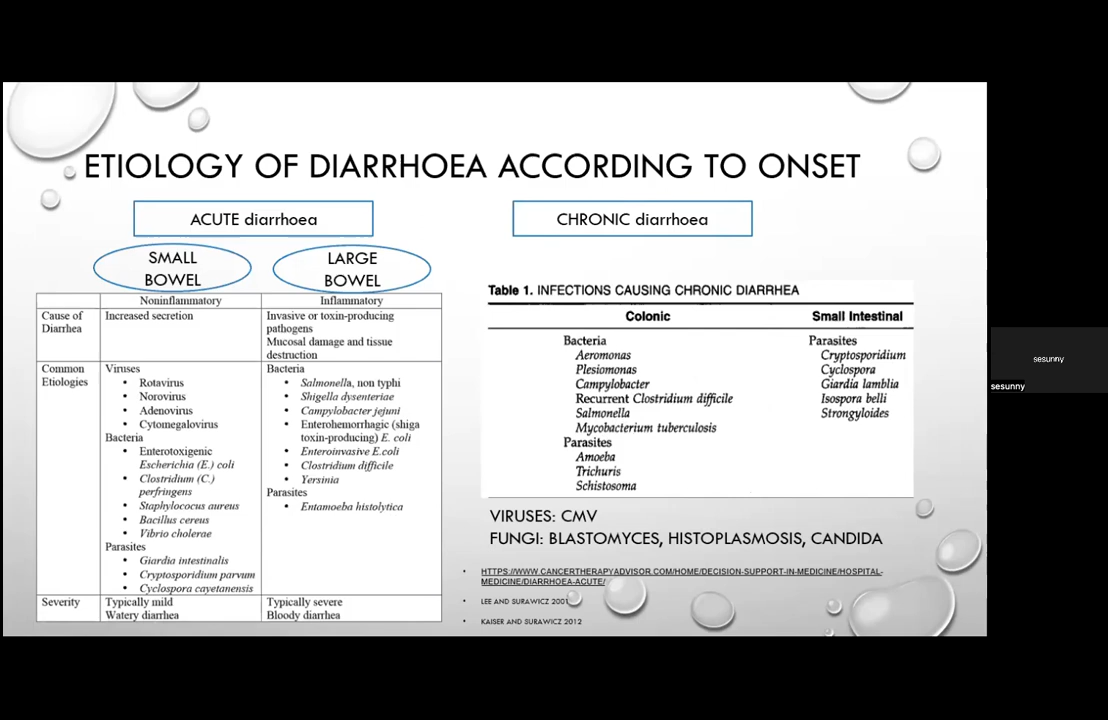 ETIOLOGY OF DIARRHOEA ACCORDING TO ONSET
ACUTE diarrhoea
SMALL
BOWEL
LARGE
BOWEL
Noninflammatory
Inflammatory
Cause of
Diarrhea
Increased secretion
Invasive or toxin-producing
pathogens
Mucosal damage and tissue
destruction
Common
Etiologies
Viruses
• Rotavirus
• Norovirus
• Adenovirus
• Cytomegalovirus
Bacteria
• Enterotoxigenic
Escherichia (E.) coli
• Clostridium (C.)
perfringens
• Staphylococus aureus
• Bacillus cereus
• Vibrio cholerae
Parasites
• Giardia intestinalis
• Cryptosporidium parvum
• Cyclospora cayetanensis
Bacteria
• Salmonella, non typhi
• Shigella dysenteriae
• Campylobacter jejuni
• Enterohemorrhagic (shiga
toxin-producing) E. coli
• Enteroinvasive E.coli
• Clostridium difficile
• Yersinia
Parasites
• Entamoeba histolytica
Severity
Typically mild
Watery diarrhea
Typically severe
Bloody diarrhea
CHRONIC diarrhoea
Table 1. INFECTIONS CAUSING CHRONIC DIARRHEA
Colonic
Bacteria
Aeromonas
Plesiomonas
Campylobacter
Recurrent Clostridium difficile
Salmonella
Mycobacterium tuberculosis
Parasites
Amoeba
Trichuris
Schistosoma
Small Intestinal
Parasites
Cryptosporidium
Cyclospora
Giardia lamblia
Isospora belli
Strongyloides
VIRUSES: CMV
FUNGI: BLASTOMYCES, HISTOPLASMOSIS, CANDIDA
• HTTPS://WWW.CANCERTHERAPYADVISOR.COM/HOME/DECISION-SUPPORT-IN-MEDICINE/HOSPITAL-
MEDICINE/DIARRHOEA-ACUTE/
• LEE AND SURAWICZ 2001
• KAISER AND SURAWICZ 2012
sesunny
sesunny